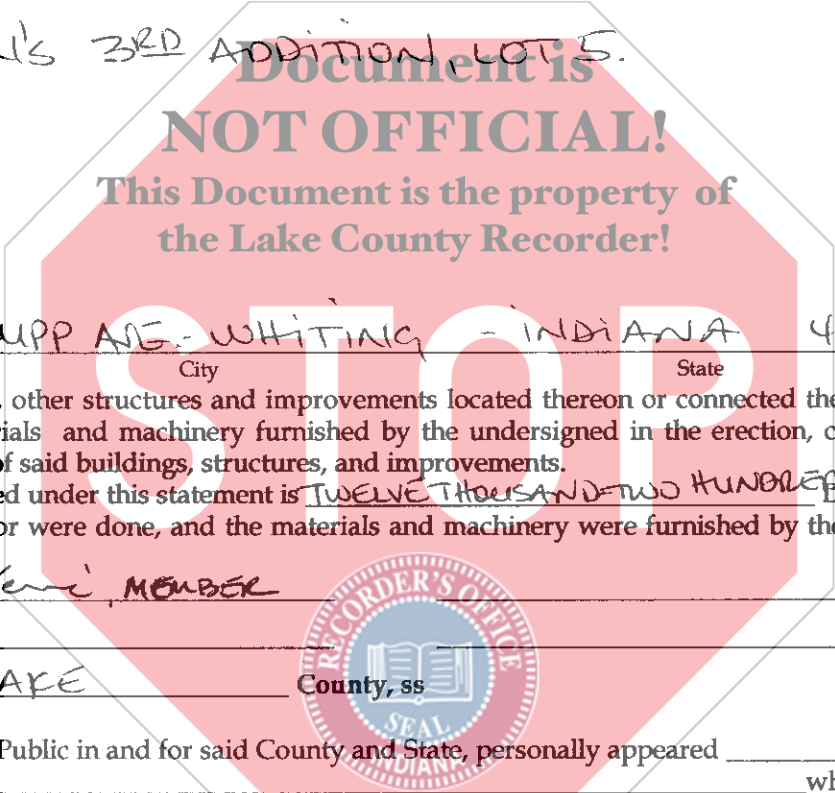 'S 3RD ADDITION, LOT 5.
Document is
NOT OFFICIAL!
This Document is the property of
the Lake County Recorder!
STOP
UPP AVE - WHITING - INDIANA 4
City State
other structures and improvements located thereon or connected the
ials and machinery furnished by the undersigned in the erection, c
f said buildings, structures, and improvements.
ed under this statement is TWELVE THOUSAND-TWO HUNDRED
or were done, and the materials and machinery were furnished by the
MEMBER
RECORDER'S OFFICE
SEAL
INDIANA
AKE County, ss
Public in and for said County and State, personally appeared
wh